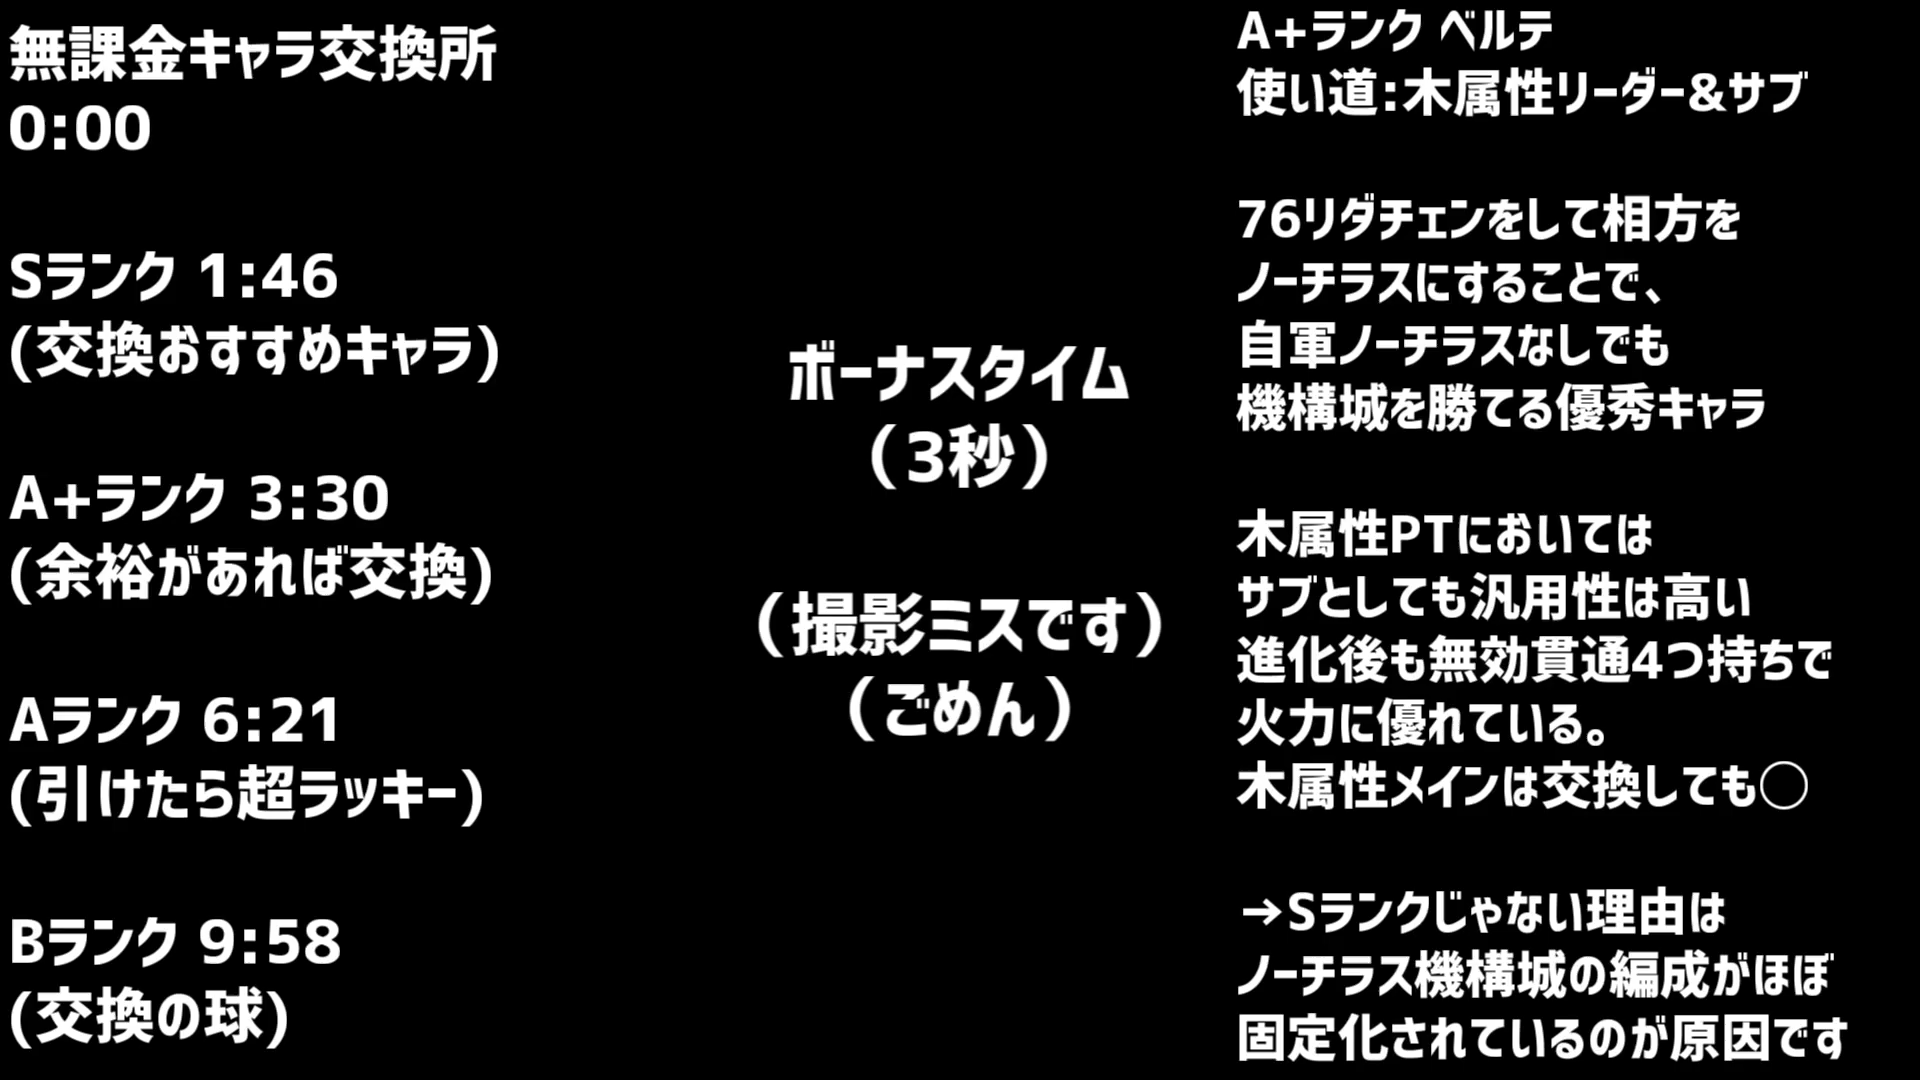 無課金キャラ交換所
0:00
Sランク 1:46
(交換おすすめキャラ)
A+ランク 3:30
(余裕があれば交換)
Aランク 6:21
(引けたら超ラッキー)
Bランク 9:58
(交換の球)
ボーナスタイム
（3秒）
（撮影ミスです）
（ごめん）
A+ランク ベルテ
使い道:木属性リーダー&サブ
76リダチェンをして相方を
ノーチラスにすることで、
自軍ノーチラスなしでも
機構城を勝てる優秀キャラ
木属性PTにおいては
サブとしても汎用性は高い
進化後も無効貫通4つ持ちで
火力に優れている。
木属性メインは交換しても◯
→Sランクじゃない理由は
ノーチラス機構城の編成がほぼ
固定化されているのが原因です